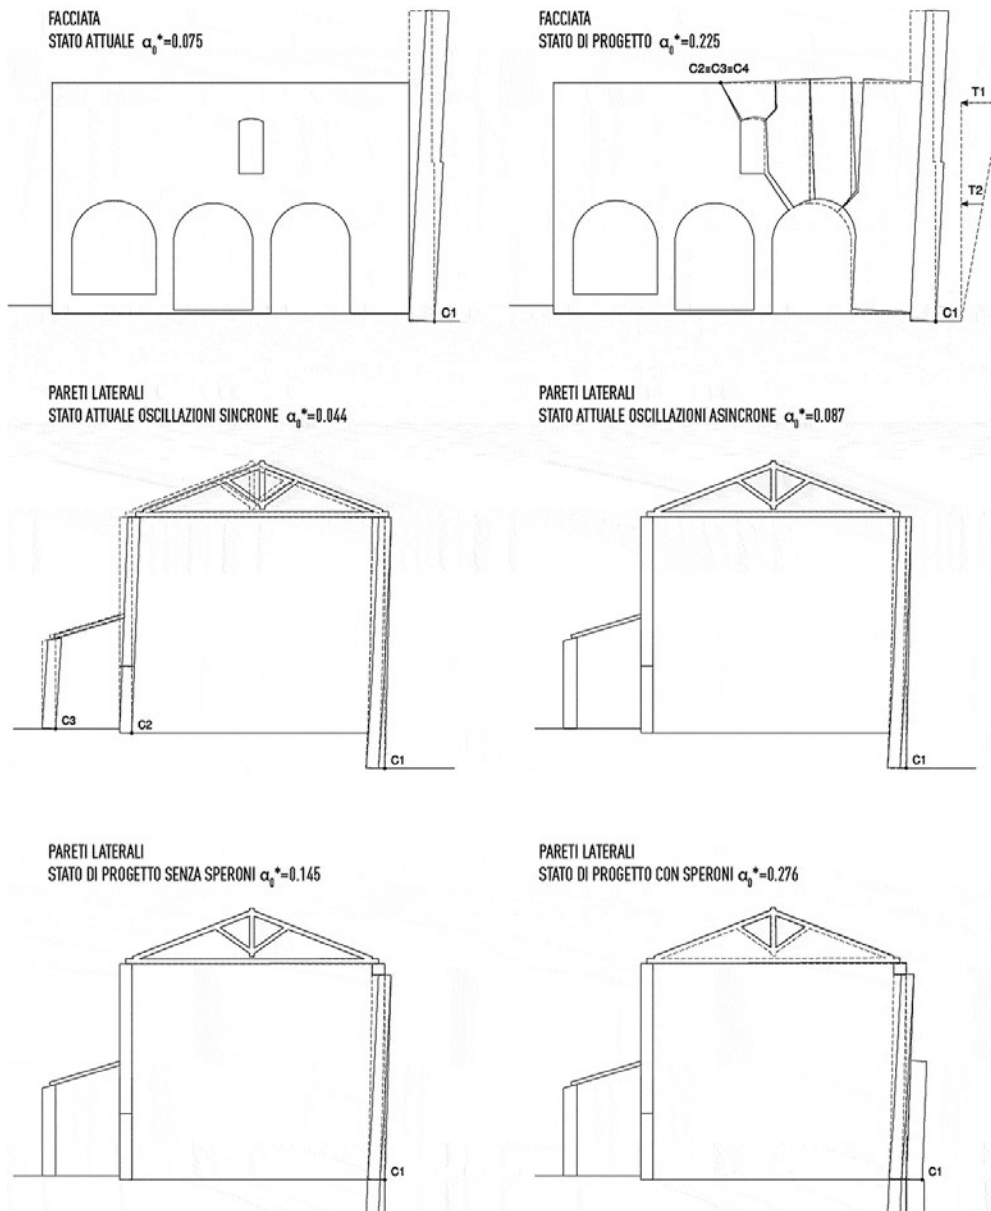 FACCIATA
STATO ATTUALE α₀*=0.075
C1
FACCIATA
STATO DI PROGETTO α₀*=0.225
C2≡C3≡C4
T1
T2
C1
PARETI LATERALI
STATO ATTUALE OSCILLAZIONI SINCRONE α₀*=0.044
C3
C2
C1
PARETI LATERALI
STATO ATTUALE OSCILLAZIONI ASINCRONE α₀*=0.087
C1
PARETI LATERALI
STATO DI PROGETTO SENZA SPERONI α₀*=0.145
C1
PARETI LATERALI
STATO DI PROGETTO CON SPERONI α₀*=0.276
C1